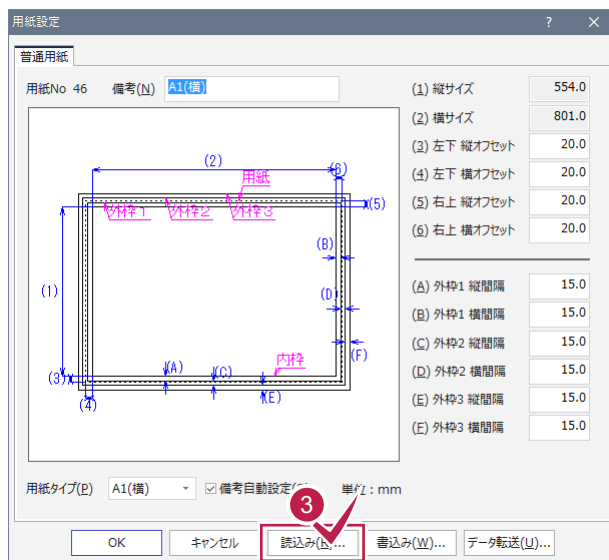 用紙設定 ? ×
普通用紙
用紙No 46 備考(N) A1(横)
(1) 縦サイズ 554.0
(2) 横サイズ 801.0
(3) 左下 縦オフセット 20.0
(4) 左下 横オフセット 20.0
(5) 右上 縦オフセット 20.0
(6) 右上 横オフセット 20.0
(A) 外枠1 縦間隔 15.0
(B) 外枠1 横間隔 15.0
(C) 外枠2 縦間隔 15.0
(D) 外枠2 横間隔 15.0
(E) 外枠3 縦間隔 15.0
(F) 外枠3 横間隔 15.0
(2)
(6)
用紙
外枠1 外枠2 外枠3
(5)
(B)
(1)
(D)
内枠
(F)
(A)
(C)
(3)
(E)
(4)
用紙タイプ(P) A1(横) 備考自動設定 単位 : mm
3
OK キャンセル 読込み(R)... 書込み(W)... データ転送(U)...